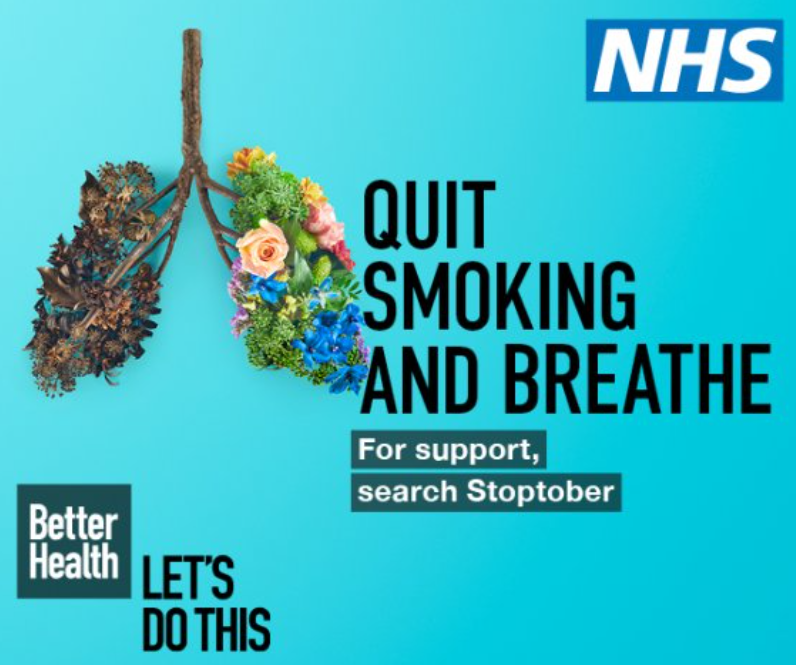 NHS
QUIT
SMOKING
AND BREATHE
For support,
search Stoptober
Better
Health
LET'S
DO THIS